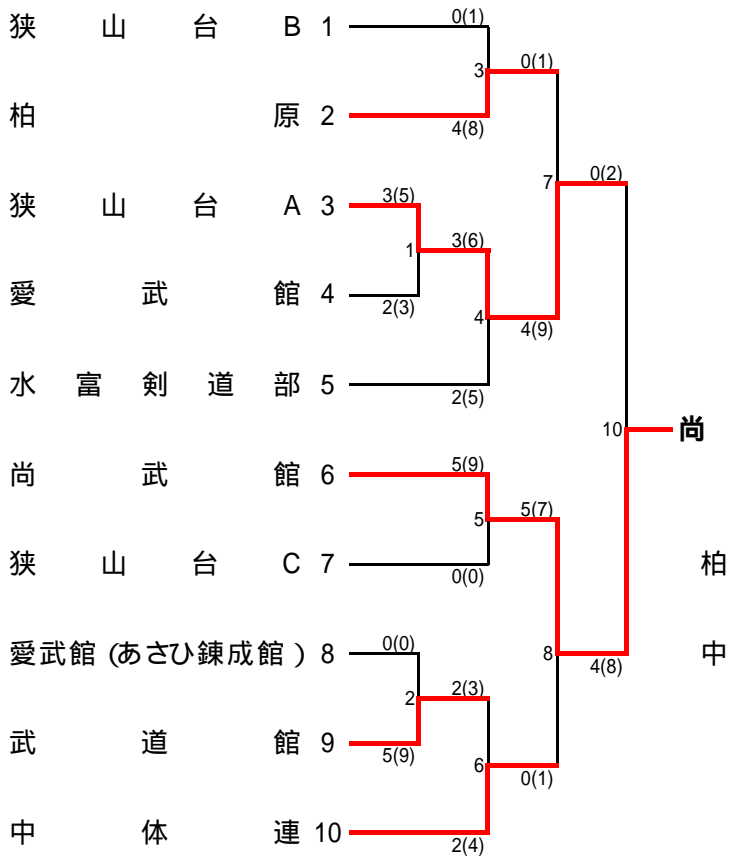 狭山台B 1
0(1)
3
0(1)
柏原 2
4(8)
7
0(2)
狭山台A 3
3(5)
1
3(6)
愛武館 4
2(3)
4
4(9)
水富剣道部 5
2(5)
10
尚
尚武館 6
5(9)
5
5(7)
狭山台C 7
0(0)
柏
愛武館(あさひ錬成館) 8
0(0)
8
4(8)
中
2
2(3)
武道館 9
5(9)
6
0(1)
中体連 10
2(4)